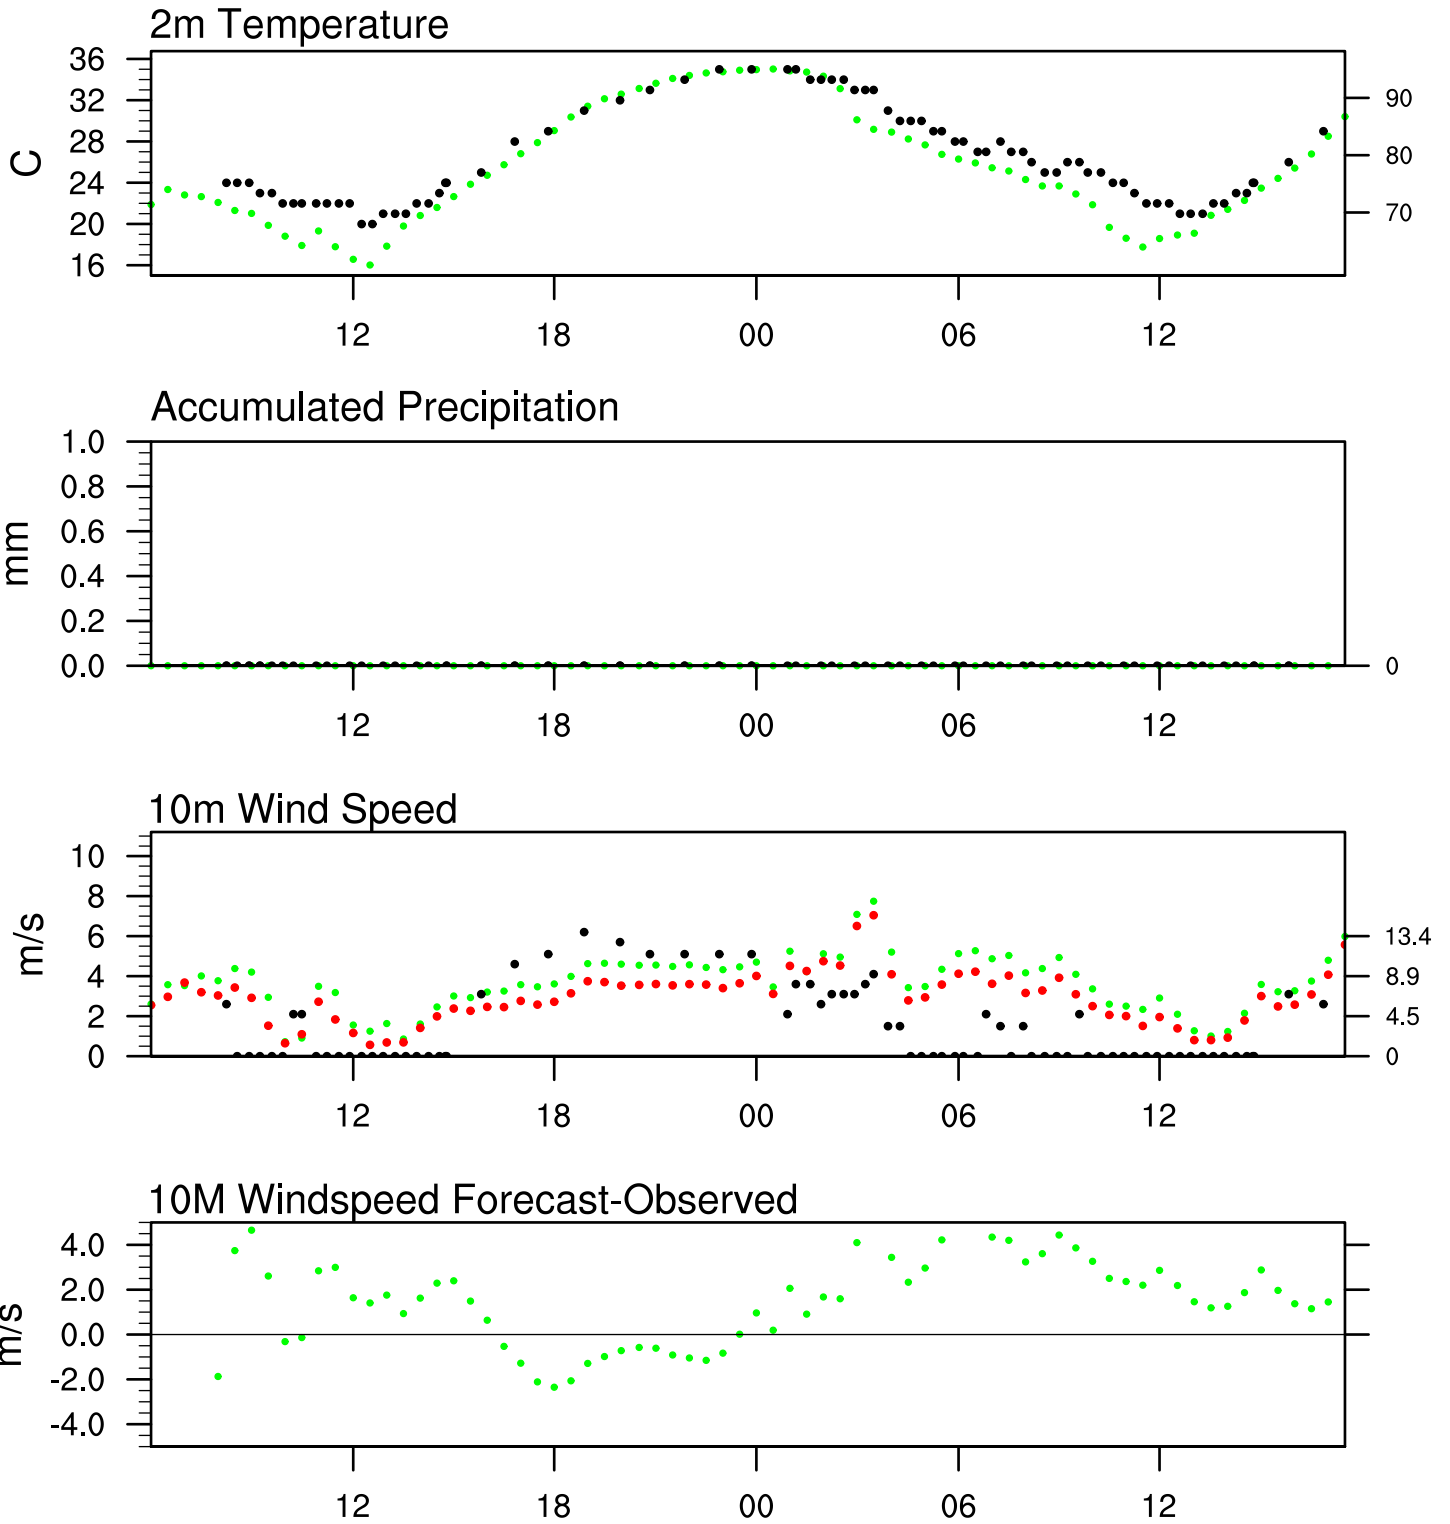 2m Temperature
36
32
28
24
20
16
C
90
80
70
12 18 00 06 12
Accumulated Precipitation
1.0
0.8
0.6
0.4
0.2
0.0
mm
0
12 18 00 06 12
10m Wind Speed
10
8
6
4
2
0
m/s
13.4
8.9
4.5
0
12 18 00 06 12
10M Windspeed Forecast-Observed
4.0
2.0
0.0
-2.0
-4.0
m/s
12 18 00 06 12